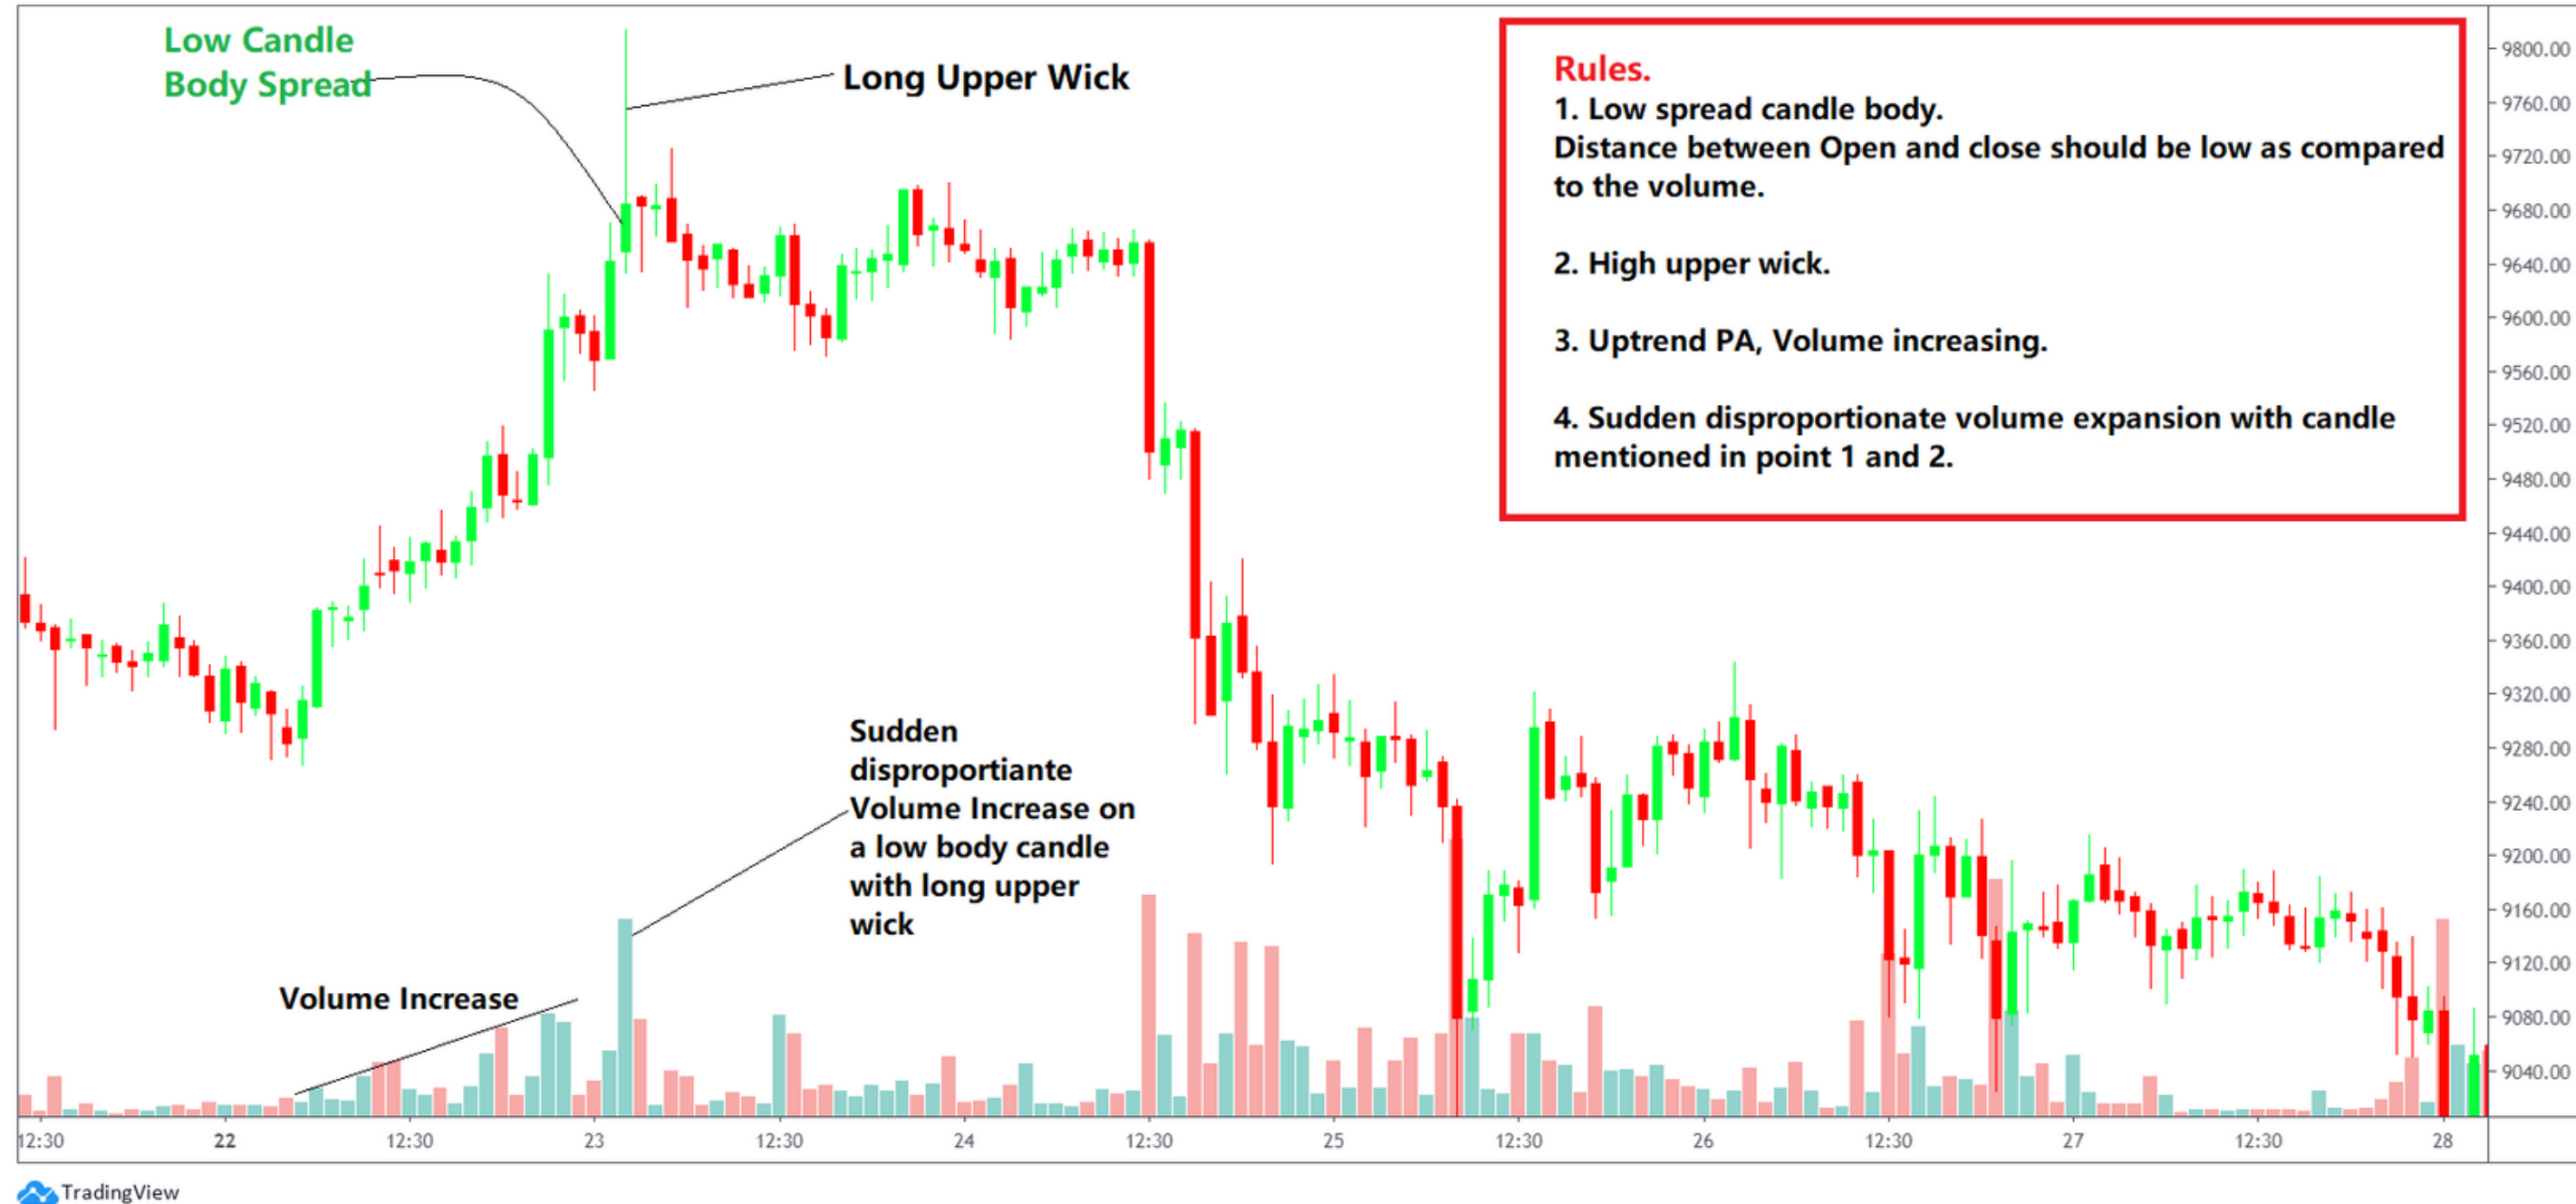 Low Candle
Body Spread
Long Upper Wick
Rules.
1. Low spread candle body.
Distance between Open and close should be low as compared
to the volume.
2. High upper wick.
3. Uptrend PA, Volume increasing.
4. Sudden disproportionate volume expansion with candle
mentioned in point 1 and 2.
Sudden
disproportiante
Volume Increase on
a low body candle
with long upper
wick
Volume Increase
9800.00
9760.00
9720.00
9680.00
9640.00
9600.00
9560.00
9520.00
9480.00
9440.00
9400.00
9360.00
9320.00
9280.00
9240.00
9200.00
9160.00
9120.00
9080.00
9040.00
12:30 22 12:30 23 12:30 24 12:30 25 12:30 26 12:30 27 12:30 28
TradingView